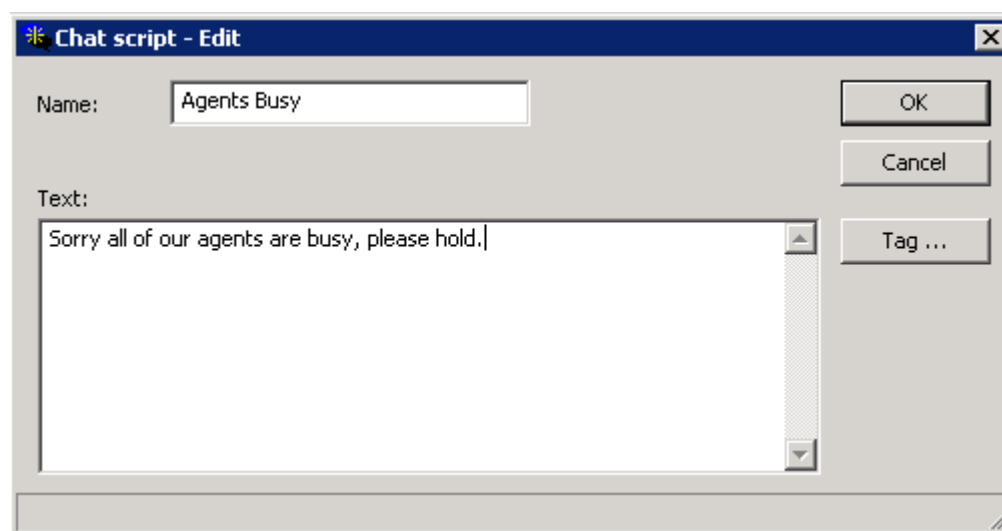 Chat script - Edit
Name:
Agents Busy
OK
Cancel
Text:
Sorry all of our agents are busy, please hold.
Tag ...